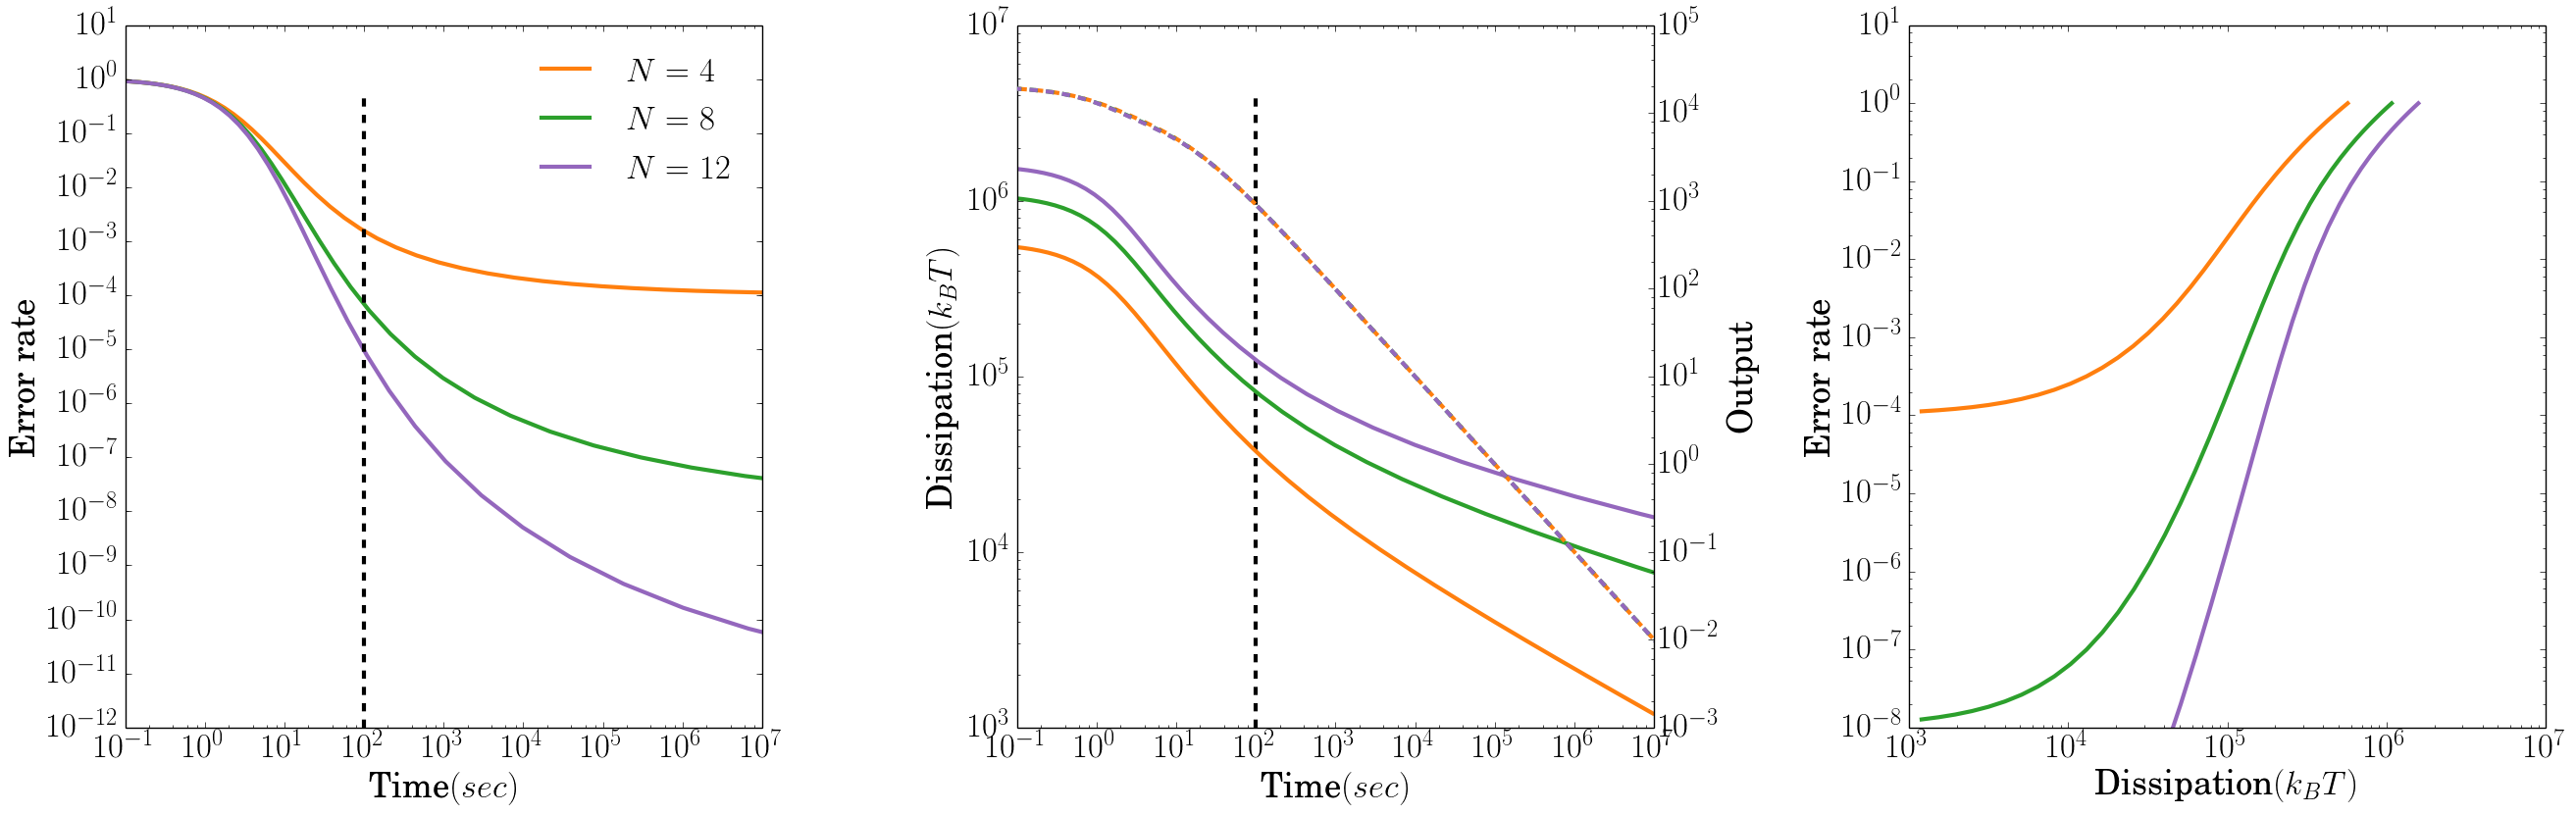 10^1
10^0
10^-1
10^-2
10^-3
10^-4
10^-5
10^-6
10^-7
10^-8
10^-9
10^-10
10^-11
10^-12
Error rate
N = 4
N = 8
N = 12
10^-1 10^0 10^1 10^2 10^3 10^4 10^5 10^6 10^7
Time(sec)
10^7
10^6
10^5
10^4
10^3
Dissipation(k_BT)
10^5
10^4
10^3
10^2
10^1
10^0
10^-1
10^-2
10^-3
Output
10^-1 10^0 10^1 10^2 10^3 10^4 10^5 10^6 10^7
Time(sec)
10^1
10^0
10^-1
10^-2
10^-3
10^-4
10^-5
10^-6
10^-7
10^-8
Error rate
10^3 10^4 10^5 10^6 10^7
Dissipation(k_BT)